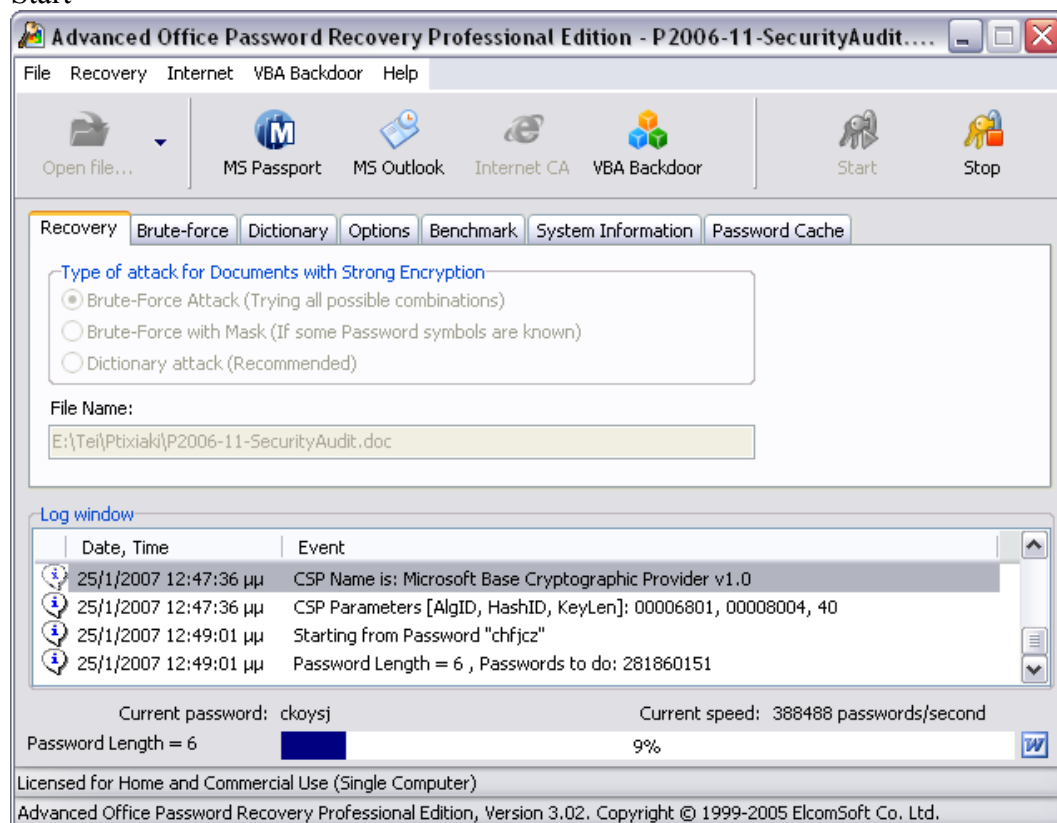 Start
Advanced Office Password Recovery Professional Edition - P2006-11-SecurityAudit....
File Recovery Internet VBA Backdoor Help
Open file... MS Passport MS Outlook Internet CA VBA Backdoor Start Stop
Recovery Brute-force Dictionary Options Benchmark System Information Password Cache
Type of attack for Documents with Strong Encryption
Brute-Force Attack (Trying all possible combinations)
Brute-Force with Mask (If some Password symbols are known)
Dictionary attack (Recommended)
File Name:
E:\Tei\Ptixiaki\P2006-11-SecurityAudit.doc
Log window
Date, Time Event
25/1/2007 12:47:36 μμ CSP Name is: Microsoft Base Cryptographic Provider v1.0
25/1/2007 12:47:36 μμ CSP Parameters [AlgID, HashID, KeyLen]: 00006801, 00008004, 40
25/1/2007 12:49:01 μμ Starting from Password "chfjcz"
25/1/2007 12:49:01 μμ Password Length = 6 , Passwords to do: 281860151
Current password: ckoysj Current speed: 388488 passwords/second
Password Length = 6 9%
Licensed for Home and Commercial Use (Single Computer)
Advanced Office Password Recovery Professional Edition, Version 3.02. Copyright © 1999-2005 ElcomSoft Co. Ltd.